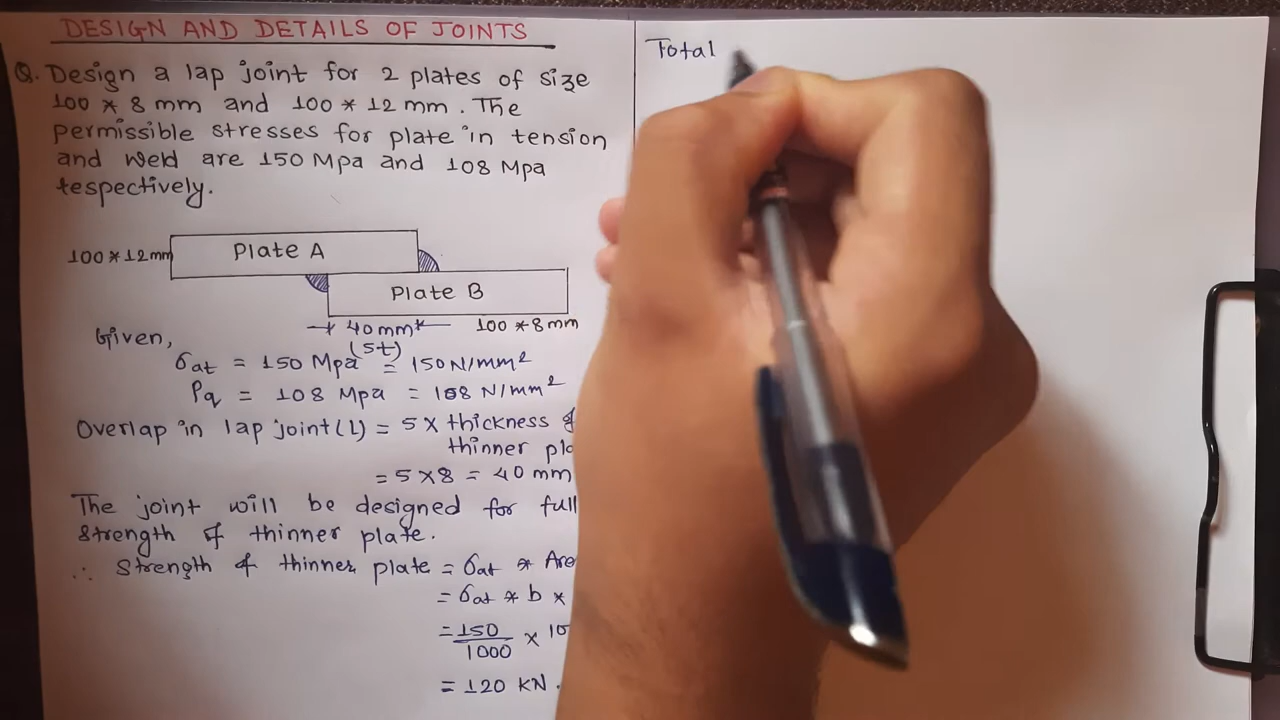 DESIGN AND DETAILS OF JOINTS
Q. Design a lap joint for 2 plates of size
100 * 8 mm and 100 * 12 mm. The
permissible stresses for plate in tension
and weld are 150 Mpa and 108 Mpa
respectively.
100 * 12 mm
Plate A
Plate B
40 mm
100 * 8 mm
(5t)
Given,
σat = 150 Mpa = 150 N/mm²
Pq = 108 Mpa = 108 N/mm²
Overlap in lap joint (L) = 5 × thickness of
thinner
= 5 × 8 = 40 mm
The joint will be designed for full
strength of thinner plate.
∴ Strength of thinner plate = σat *
= σat * b *
= 150/1000 ×
= 120 KN.
Total